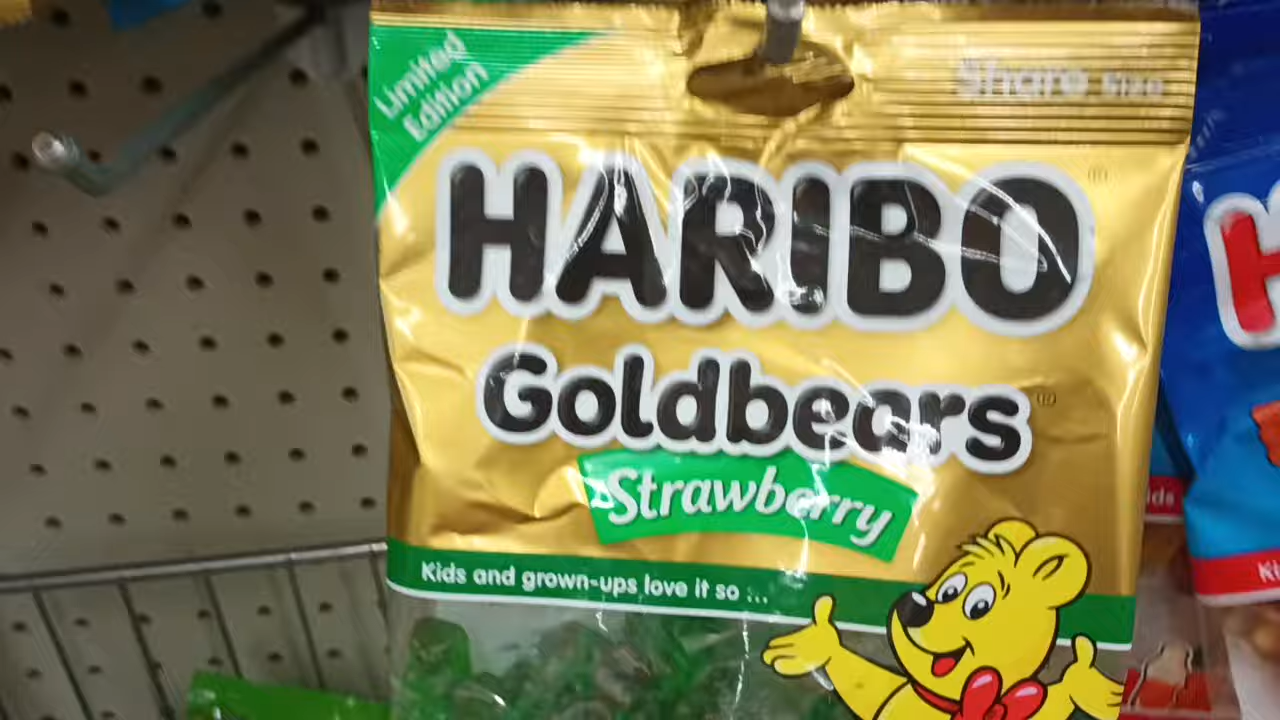 Limited
Edition
Share Size
HARIBO
Goldbears
Strawberry
Kids and grown-ups love it so ...